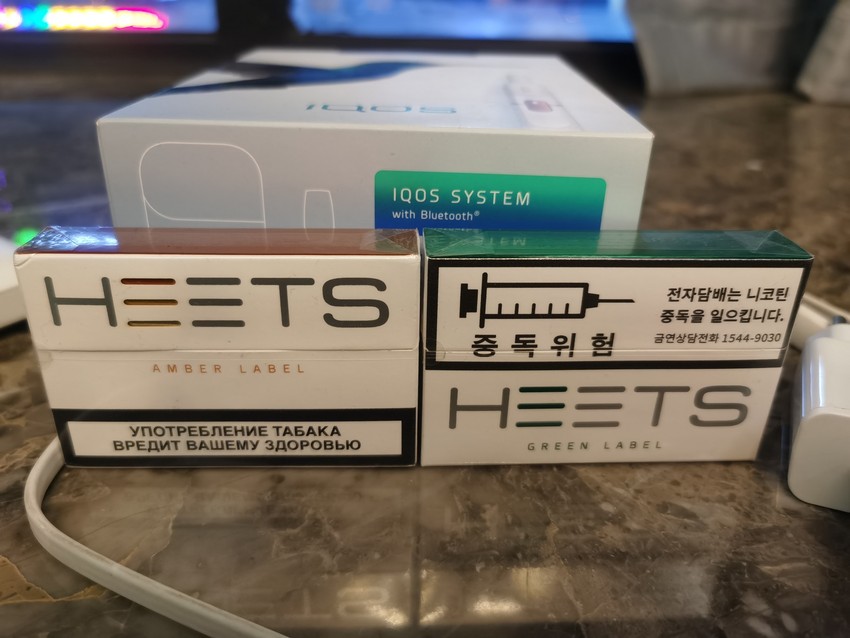 IQOS
IQOS SYSTEM
with Bluetooth®
HEETS
AMBER LABEL
УПОТРЕБЛЕНИЕ ТАБАКА
ВРЕДИТ ВАШЕМУ ЗДОРОВЬЮ
전자담배는 니코틴
중독을 일으킵니다.
금연상담전화 1544-9030
중독위험
HEETS
GREEN LABEL